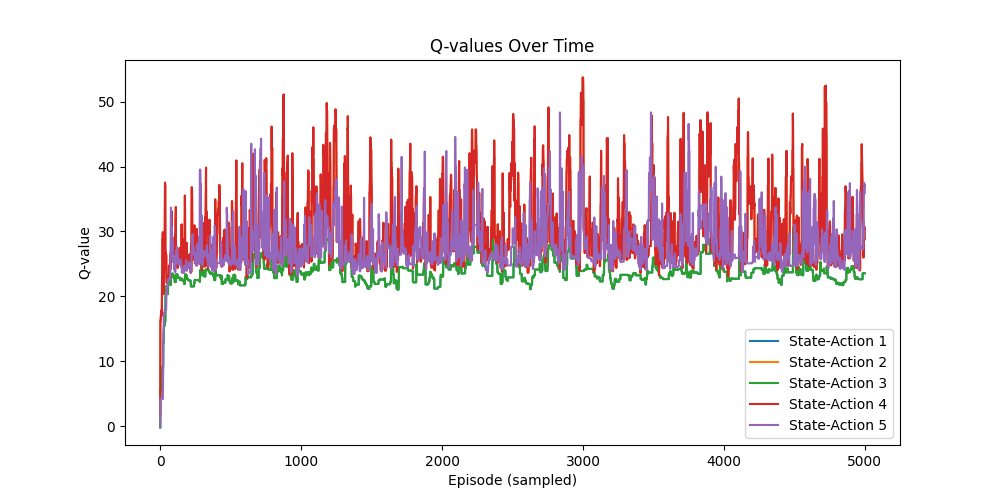 Q-values Over Time
Q-value
50
40
30
20
10
0
State-Action 1
State-Action 2
State-Action 3
State-Action 4
State-Action 5
0 1000 2000 3000 4000 5000
Episode (sampled)